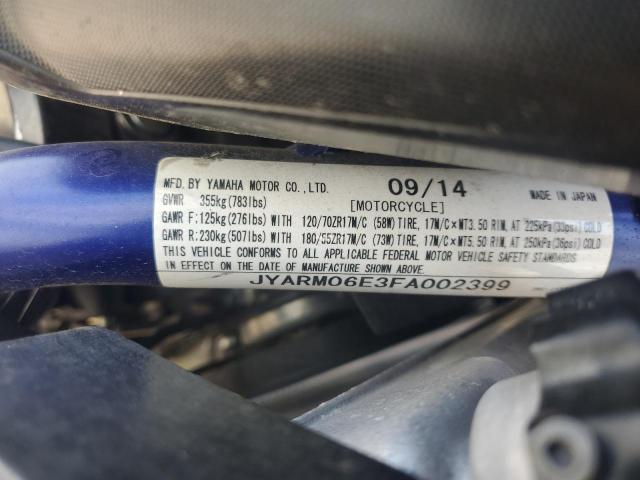 MFD. BY YAMAHA MOTOR CO., LTD. 09/14 MADE IN JAPAN
GVWR 355kg(783lbs) [MOTORCYCLE]
GAWR F:125kg(276lbs) WITH 120/70ZR17M/C (58W) TIRE, 17M/C×MT3.50 RIM, AT 225kPa(33psi) COLD
GAWR R:230kg(507lbs) WITH 180/55ZR17M/C (73W) TIRE, 17M/C×MT5.50 RIM, AT 250kPa(36psi) COLD
THIS VEHICLE CONFORMS TO ALL APPLICABLE FEDERAL MOTOR VEHICLE SAFETY STANDARDS
IN EFFECT ON THE DATE OF MANUFACTURE SHOWN ABOVE.
JYARM06E3FA002399